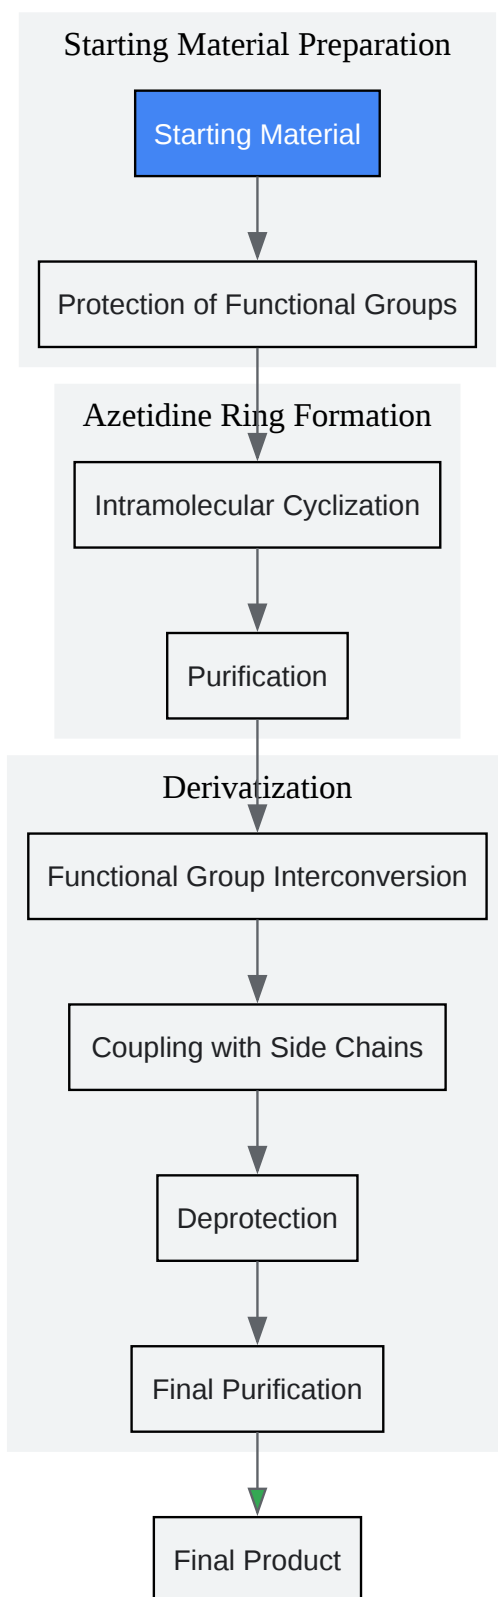 Starting Material Preparation
Starting Material
Protection of Functional Groups
Azetidine Ring Formation
Intramolecular Cyclization
Purification
Derivatization
Functional Group Interconversion
Coupling with Side Chains
Deprotection
Final Purification
Final Product